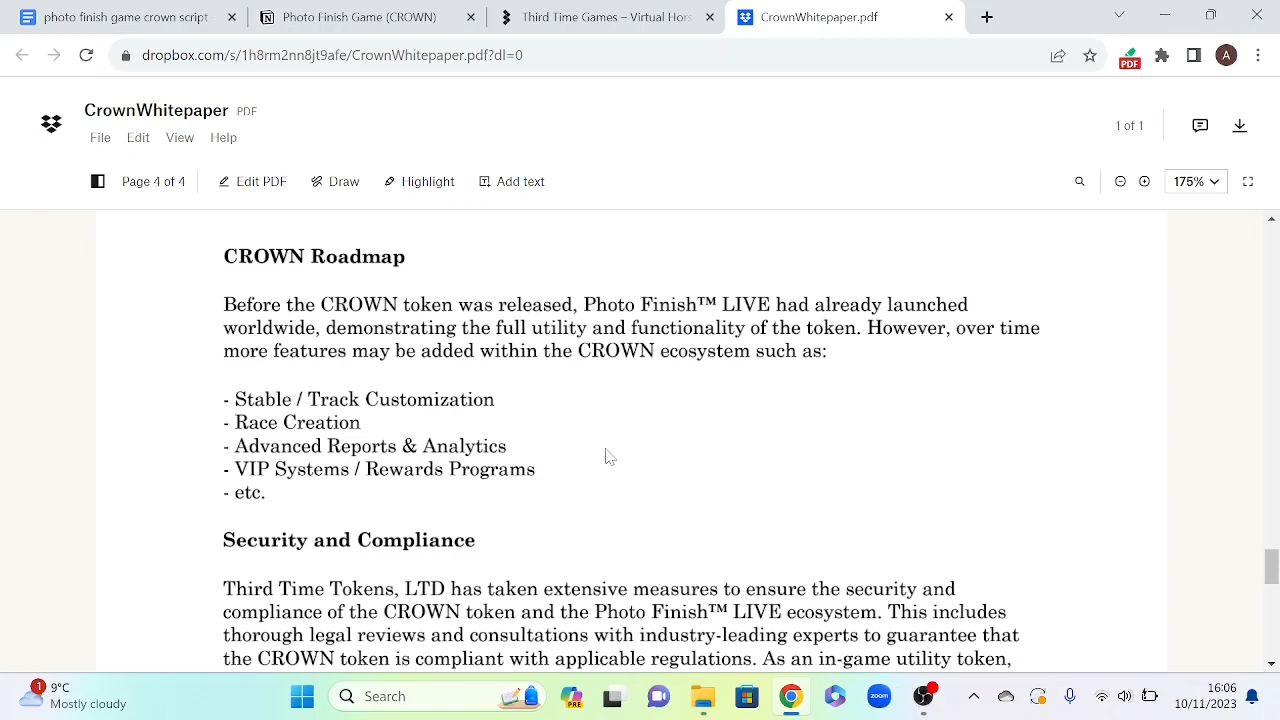 Photo finish game crown script
Photo Finish Game (CROWN)
Third Time Games – Virtual Hors
CrownWhitepaper.pdf
dropbox.com/s/1h8rm2nn8jt9afe/CrownWhitepaper.pdf?dl=0
PDF
A
CrownWhitepaper PDF
File Edit View Help
1 of 1
Page 4 of 4
Edit PDF
Draw
Highlight
Add text
175%
CROWN Roadmap
Before the CROWN token was released, Photo Finish™ LIVE had already launched
worldwide, demonstrating the full utility and functionality of the token. However, over time
more features may be added within the CROWN ecosystem such as:
- Stable / Track Customization
- Race Creation
- Advanced Reports & Analytics
- VIP Systems / Rewards Programs
- etc.
Security and Compliance
Third Time Tokens, LTD has taken extensive measures to ensure the security and
compliance of the CROWN token and the Photo Finish™ LIVE ecosystem. This includes
thorough legal reviews and consultations with industry-leading experts to guarantee that
the CROWN token is compliant with applicable regulations. As an in-game utility token,
1
9°C
Mostly cloudy
Search
PRE
zoom
16:06
10/11/2023